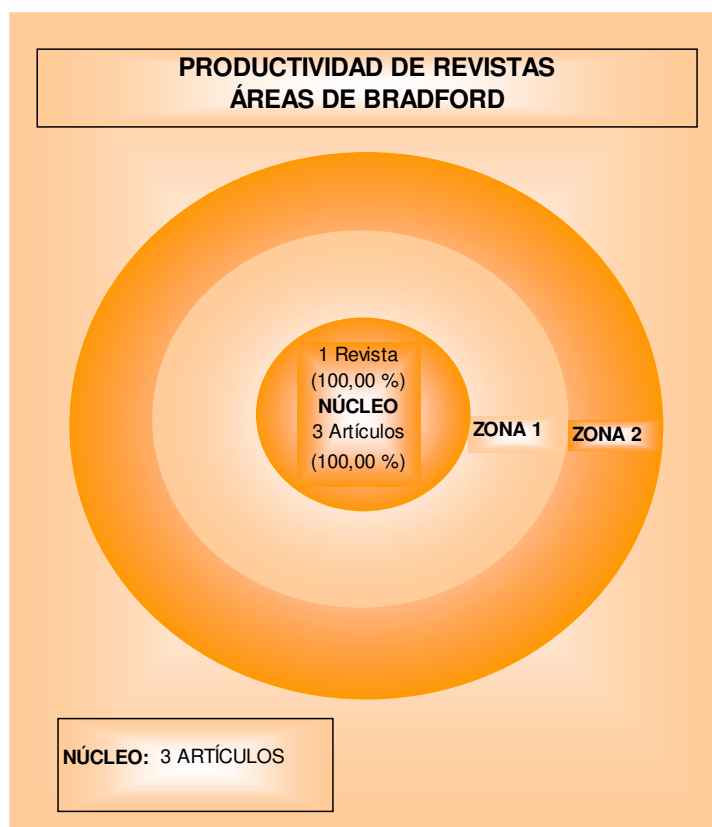 PRODUCTIVIDAD DE REVISTAS
ÁREAS DE BRADFORD
1 Revista
(100,00 %)
NÚCLEO
3 Artículos
(100,00 %)
ZONA 1
ZONA 2
NÚCLEO: 3 ARTÍCULOS